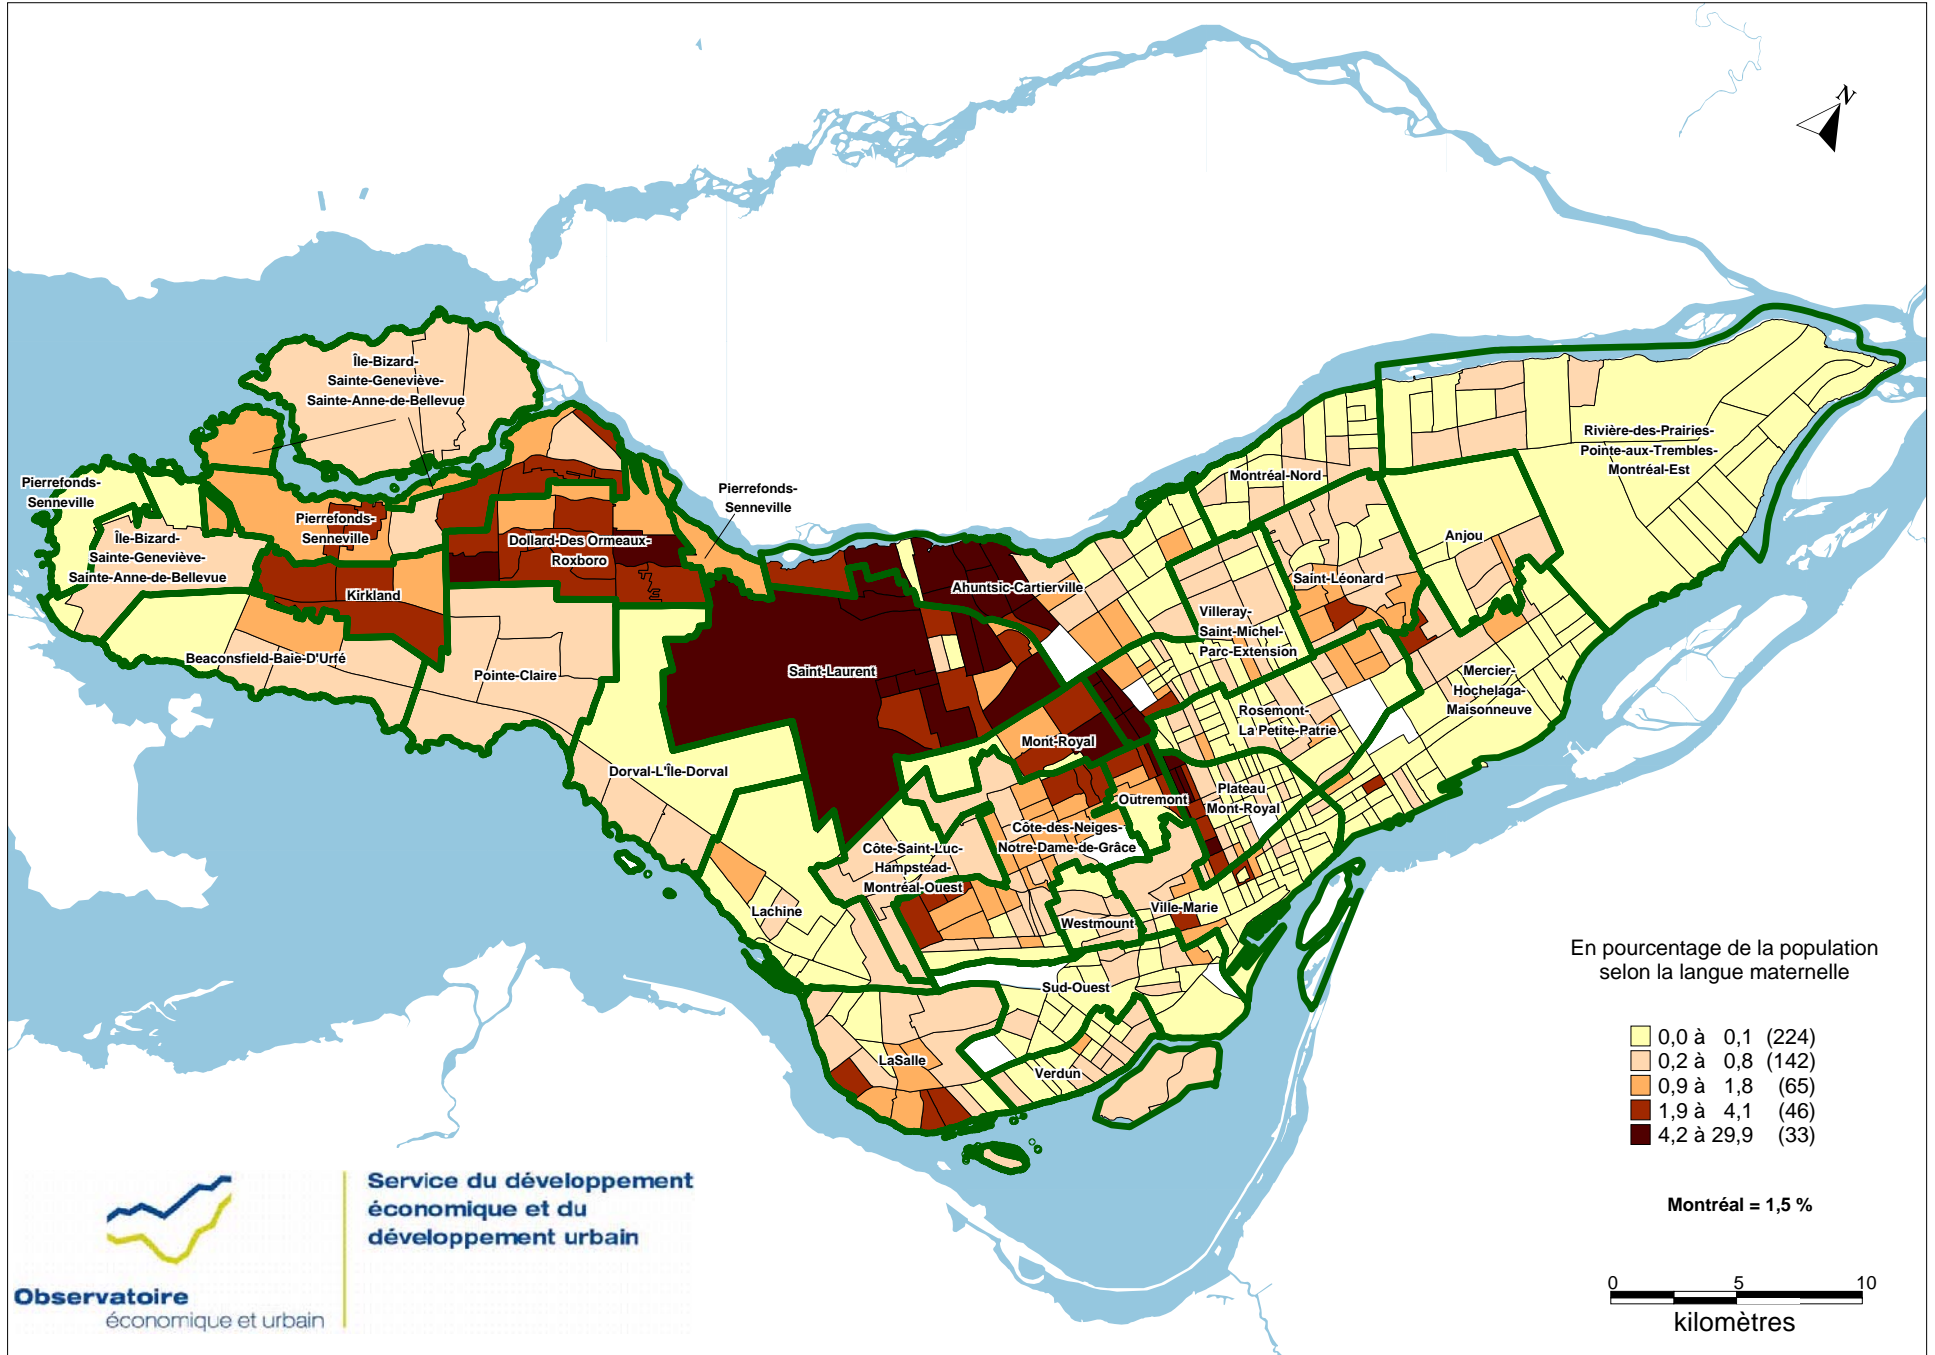 N
Île-Bizard-
Sainte-Geneviève-
Sainte-Anne-de-Bellevue
Pierrefonds-
Senneville
Pierrefonds-
Senneville
Pierrefonds-
Senneville
Île-Bizard-
Sainte-Geneviève-
Sainte-Anne-de-Bellevue
Dollard-Des Ormeaux-
Roxboro
Kirkland
Beaconsfield-Baie-D'Urfé
Pointe-Claire
Dorval-L'Île-Dorval
Saint-Laurent
Ahuntsic-Cartierville
Montréal-Nord
Rivière-des-Prairies-
Pointe-aux-Trembles-
Montréal-Est
Anjou
Saint-Léonard
Villeray-
Saint-Michel-
Parc-Extension
Mercier-
Hochelaga-
Maisonneuve
Rosemont-
La Petite-Patrie
Mont-Royal
Outremont
Plateau
Mont-Royal
Côte-des-Neiges-
Notre-Dame-de-Grâce
Côte-Saint-Luc-
Hampstead-
Montréal-Ouest
Lachine
Westmount
Ville-Marie
Sud-Ouest
LaSalle
Verdun
En pourcentage de la population
selon la langue maternelle
0,0 à 0,1 (224)
0,2 à 0,8 (142)
0,9 à 1,8 (65)
1,9 à 4,1 (46)
4,2 à 29,9 (33)
Montréal = 1,5 %
0 5 10
kilomètres
Service du développement
économique et du
développement urbain
Observatoire
économique et urbain